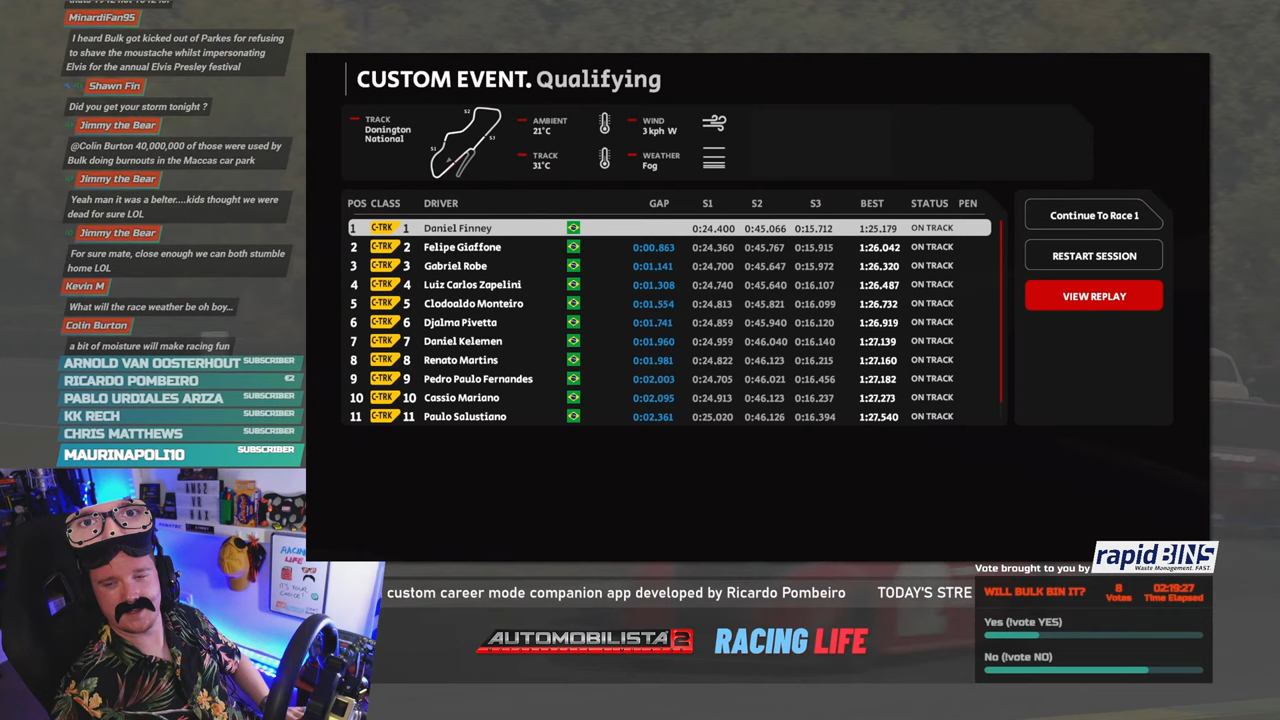 MinardiFan95
I heard Bulk got kicked out of Parkes for refusing
to shave the moustache whilst impersonating
Elvis for the annual Elvis Presley festival
Shawn Fin
Did you get your storm tonight ?
Jimmy the Bear
@Colin Burton 40,000,000 of those were used by
Bulk doing burnouts in the Maccas car park
Jimmy the Bear
Yeah man it was a belter....kids thought we were
dead for sure LOL
Jimmy the Bear
For sure mate, close enough we can both stumble
home LOL
Kevin M
What will the race weather be oh boy...
Colin Burton
a bit of moisture will make racing fun
ARNOLD VAN OOSTERHOUT SUBSCRIBER
RICARDO POMBEIRO €2
PABLO URDIALES ARIZA SUBSCRIBER
KK RECH SUBSCRIBER
CHRIS MATTHEWS SUBSCRIBER
MAURINAPOLI10 SUBSCRIBER
CUSTOM EVENT. Qualifying
TRACK
Donington
National
S2
S3
S1
AMBIENT
21°C
TRACK
31°C
WIND
3 kph W
WEATHER
Fog
POS CLASS DRIVER GAP S1 S2 S3 BEST STATUS PEN
1 C-TRK 1 Daniel Finney 0:24.400 0:45.066 0:15.712 1:25.179 ON TRACK
2 C-TRK 2 Felipe Giaffone 0:00.863 0:24.360 0:45.767 0:15.915 1:26.042 ON TRACK
3 C-TRK 3 Gabriel Robe 0:01.141 0:24.700 0:45.647 0:15.972 1:26.320 ON TRACK
4 C-TRK 4 Luiz Carlos Zapelini 0:01.308 0:24.740 0:45.640 0:16.107 1:26.487 ON TRACK
5 C-TRK 5 Clodoaldo Monteiro 0:01.554 0:24.813 0:45.821 0:16.099 1:26.732 ON TRACK
6 C-TRK 6 Djalma Pivetta 0:01.741 0:24.859 0:45.940 0:16.120 1:26.919 ON TRACK
7 C-TRK 7 Daniel Kelemen 0:01.960 0:24.959 0:46.040 0:16.140 1:27.139 ON TRACK
8 C-TRK 8 Renato Martins 0:01.981 0:24.822 0:46.123 0:16.215 1:27.160 ON TRACK
9 C-TRK 9 Pedro Paulo Fernandes 0:02.003 0:24.705 0:46.021 0:16.456 1:27.182 ON TRACK
10 C-TRK 10 Cassio Mariano 0:02.095 0:24.913 0:46.123 0:16.237 1:27.273 ON TRACK
11 C-TRK 11 Paulo Salustiano 0:02.361 0:25.020 0:46.126 0:16.394 1:27.540 ON TRACK
Continue To Race 1
RESTART SESSION
VIEW REPLAY
AMS2
VR
RACING
LIFE
custom career mode companion app developed by Ricardo Pombeiro TODAY'S STRE
AUTOMOBILISTA 2
RACING LIFE
Vote brought to you by
rapidBINS
Waste Management. FAST.
WILL BULK BIN IT?
8
Votes
02:19:27
Time Elapsed
Yes (!vote YES)
No (!vote NO)